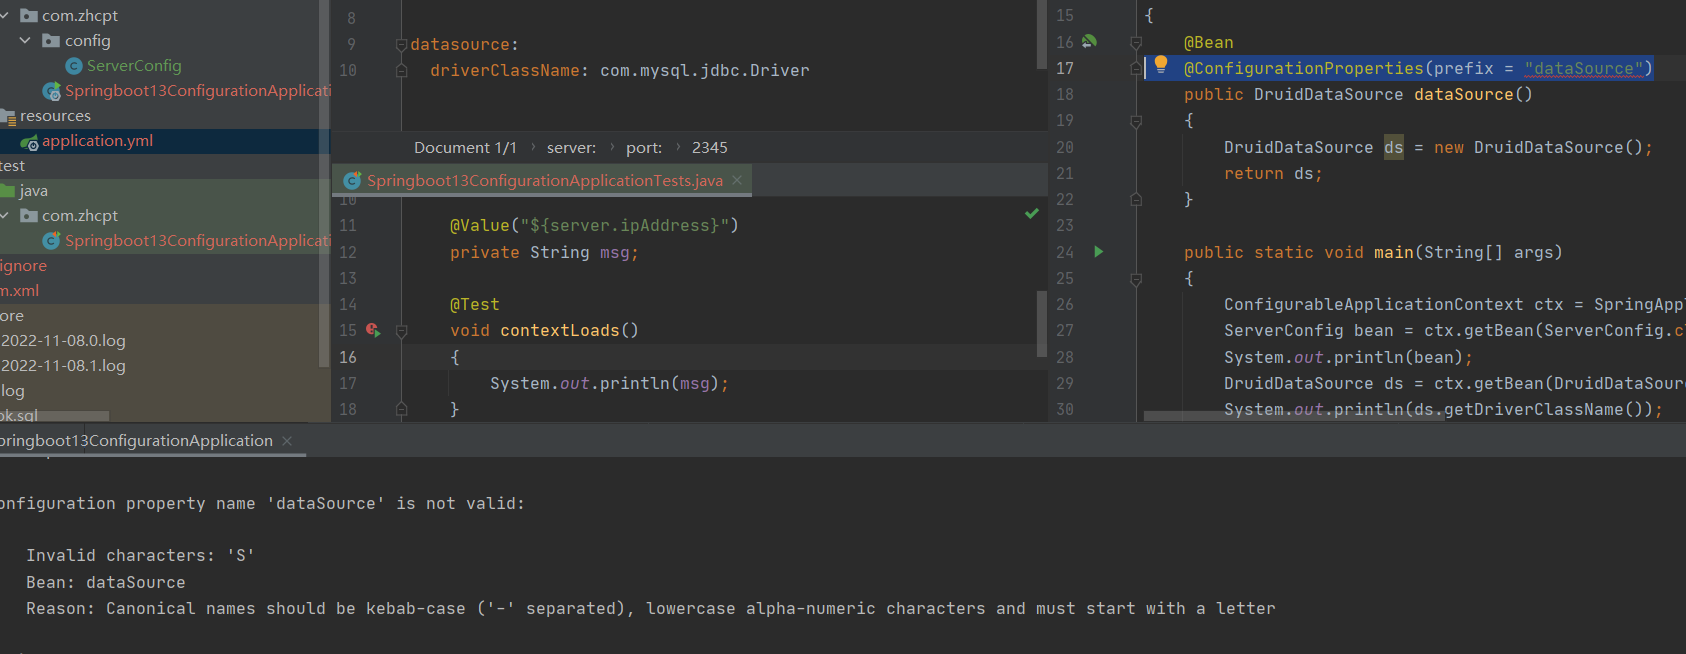 com.zhcpt
config
ServerConfig
Springboot13ConfigurationApplicati
resources
application.yml
test
java
com.zhcpt
Springboot13ConfigurationApplicati
ignore
m.xml
ore
2022-11-08.0.log
2022-11-08.1.log
log
ok.sql
8
9 datasource:
10 driverClassName: com.mysql.jdbc.Driver
Document 1/1 › server: › port: › 2345
Springboot13ConfigurationApplicationTests.java ×
10
11 @Value("${server.ipAddress}")
12 private String msg;
13
14 @Test
15 void contextLoads()
16 {
17 System.out.println(msg);
18 }
15 {
16 @Bean
17 @ConfigurationProperties(prefix = "dataSource")
18 public DruidDataSource dataSource()
19 {
20 DruidDataSource ds = new DruidDataSource();
21 return ds;
22 }
23
24 public static void main(String[] args)
25 {
26 ConfigurableApplicationContext ctx = SpringAppl
27 ServerConfig bean = ctx.getBean(ServerConfig.c
28 System.out.println(bean);
29 DruidDataSource ds = ctx.getBean(DruidDataSour
30 System.out.println(ds.getDriverClassName());
pringboot13ConfigurationApplication ×
onfiguration property name 'dataSource' is not valid:
Invalid characters: 'S'
Bean: dataSource
Reason: Canonical names should be kebab-case ('-' separated), lowercase alpha-numeric characters and must start with a letter